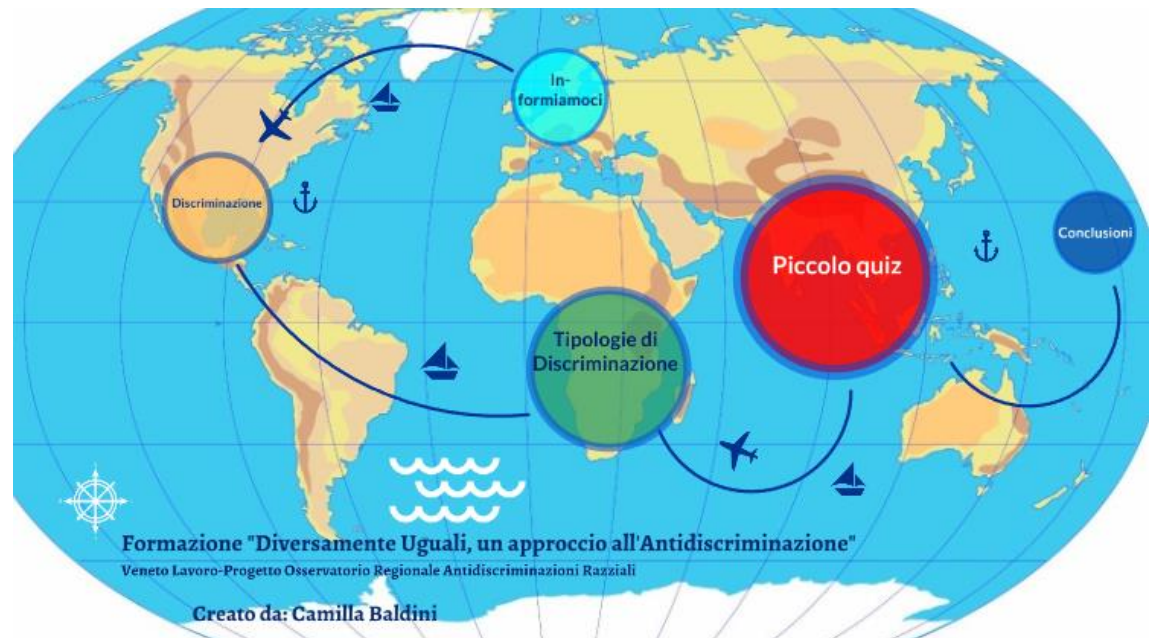 In-
formiamoci
Discriminazione
Tipologie di
Discriminazione
Piccolo quiz
Conclusioni
Formazione "Diversamente Uguali, un approccio all'Antidiscriminazione"
Veneto Lavoro-Progetto Osservatorio Regionale Antidiscriminazioni Razziali
Creato da: Camilla Baldini